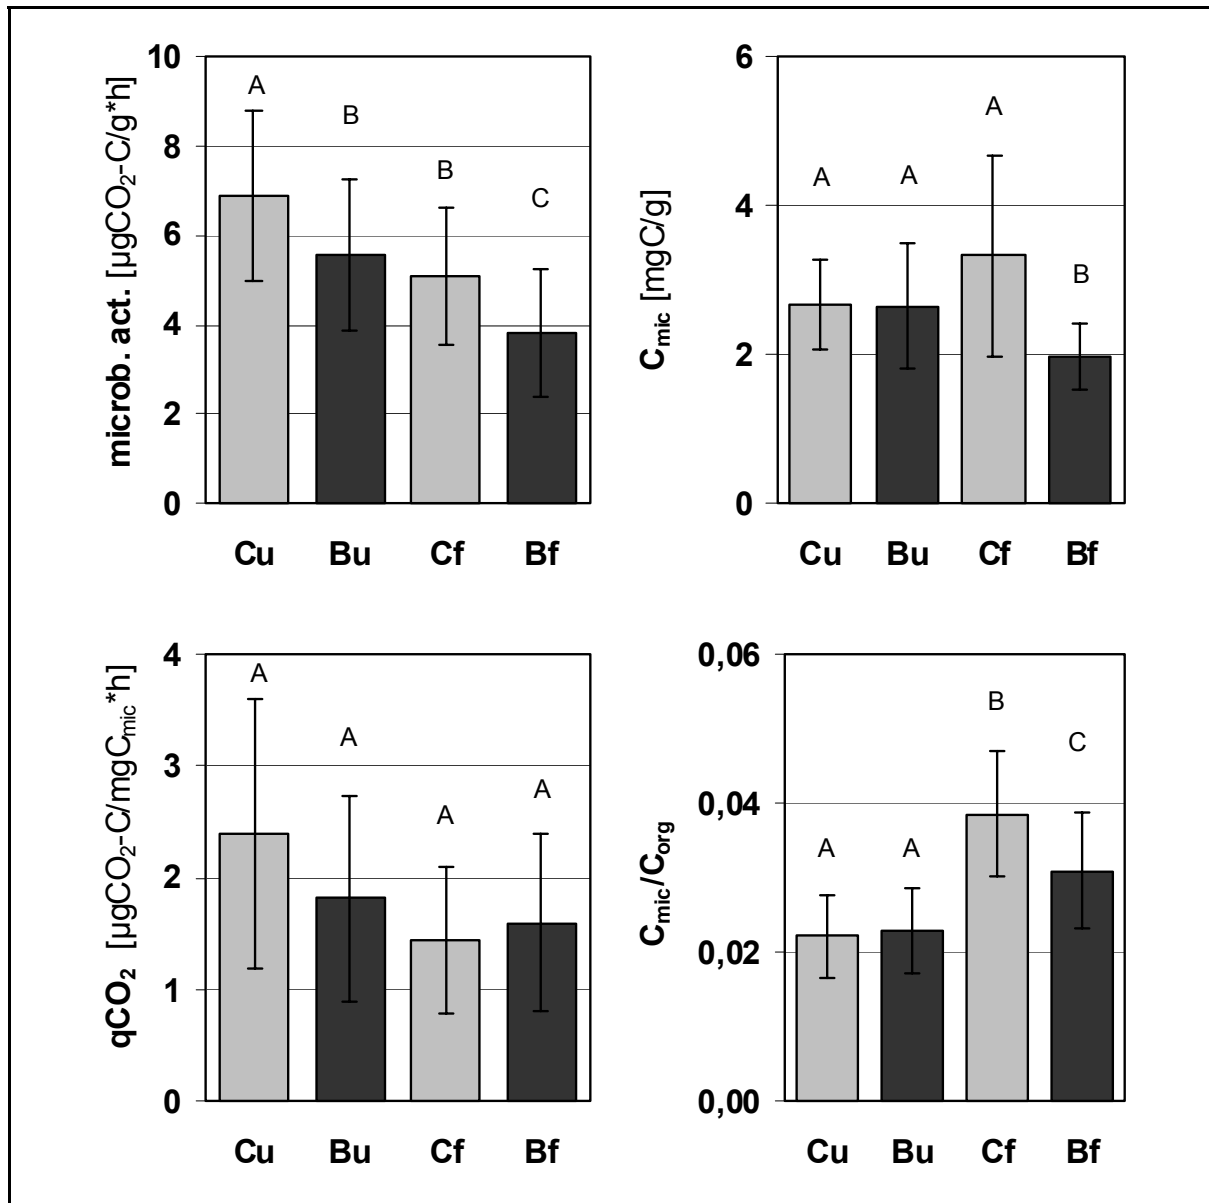 microb. act. [µgCO₂-C/g*h]
10
8
6
4
2
0
A
B
B
C
Cu Bu Cf Bf
Cmic [mgC/g]
6
4
2
0
A
A
A
B
Cu Bu Cf Bf
qCO₂ [µgCO₂-C/mgCmic*h]
4
3
2
1
0
A
A
A
A
Cu Bu Cf Bf
Cmic/Corg
0,06
0,04
0,02
0,00
A
A
B
C
Cu Bu Cf Bf